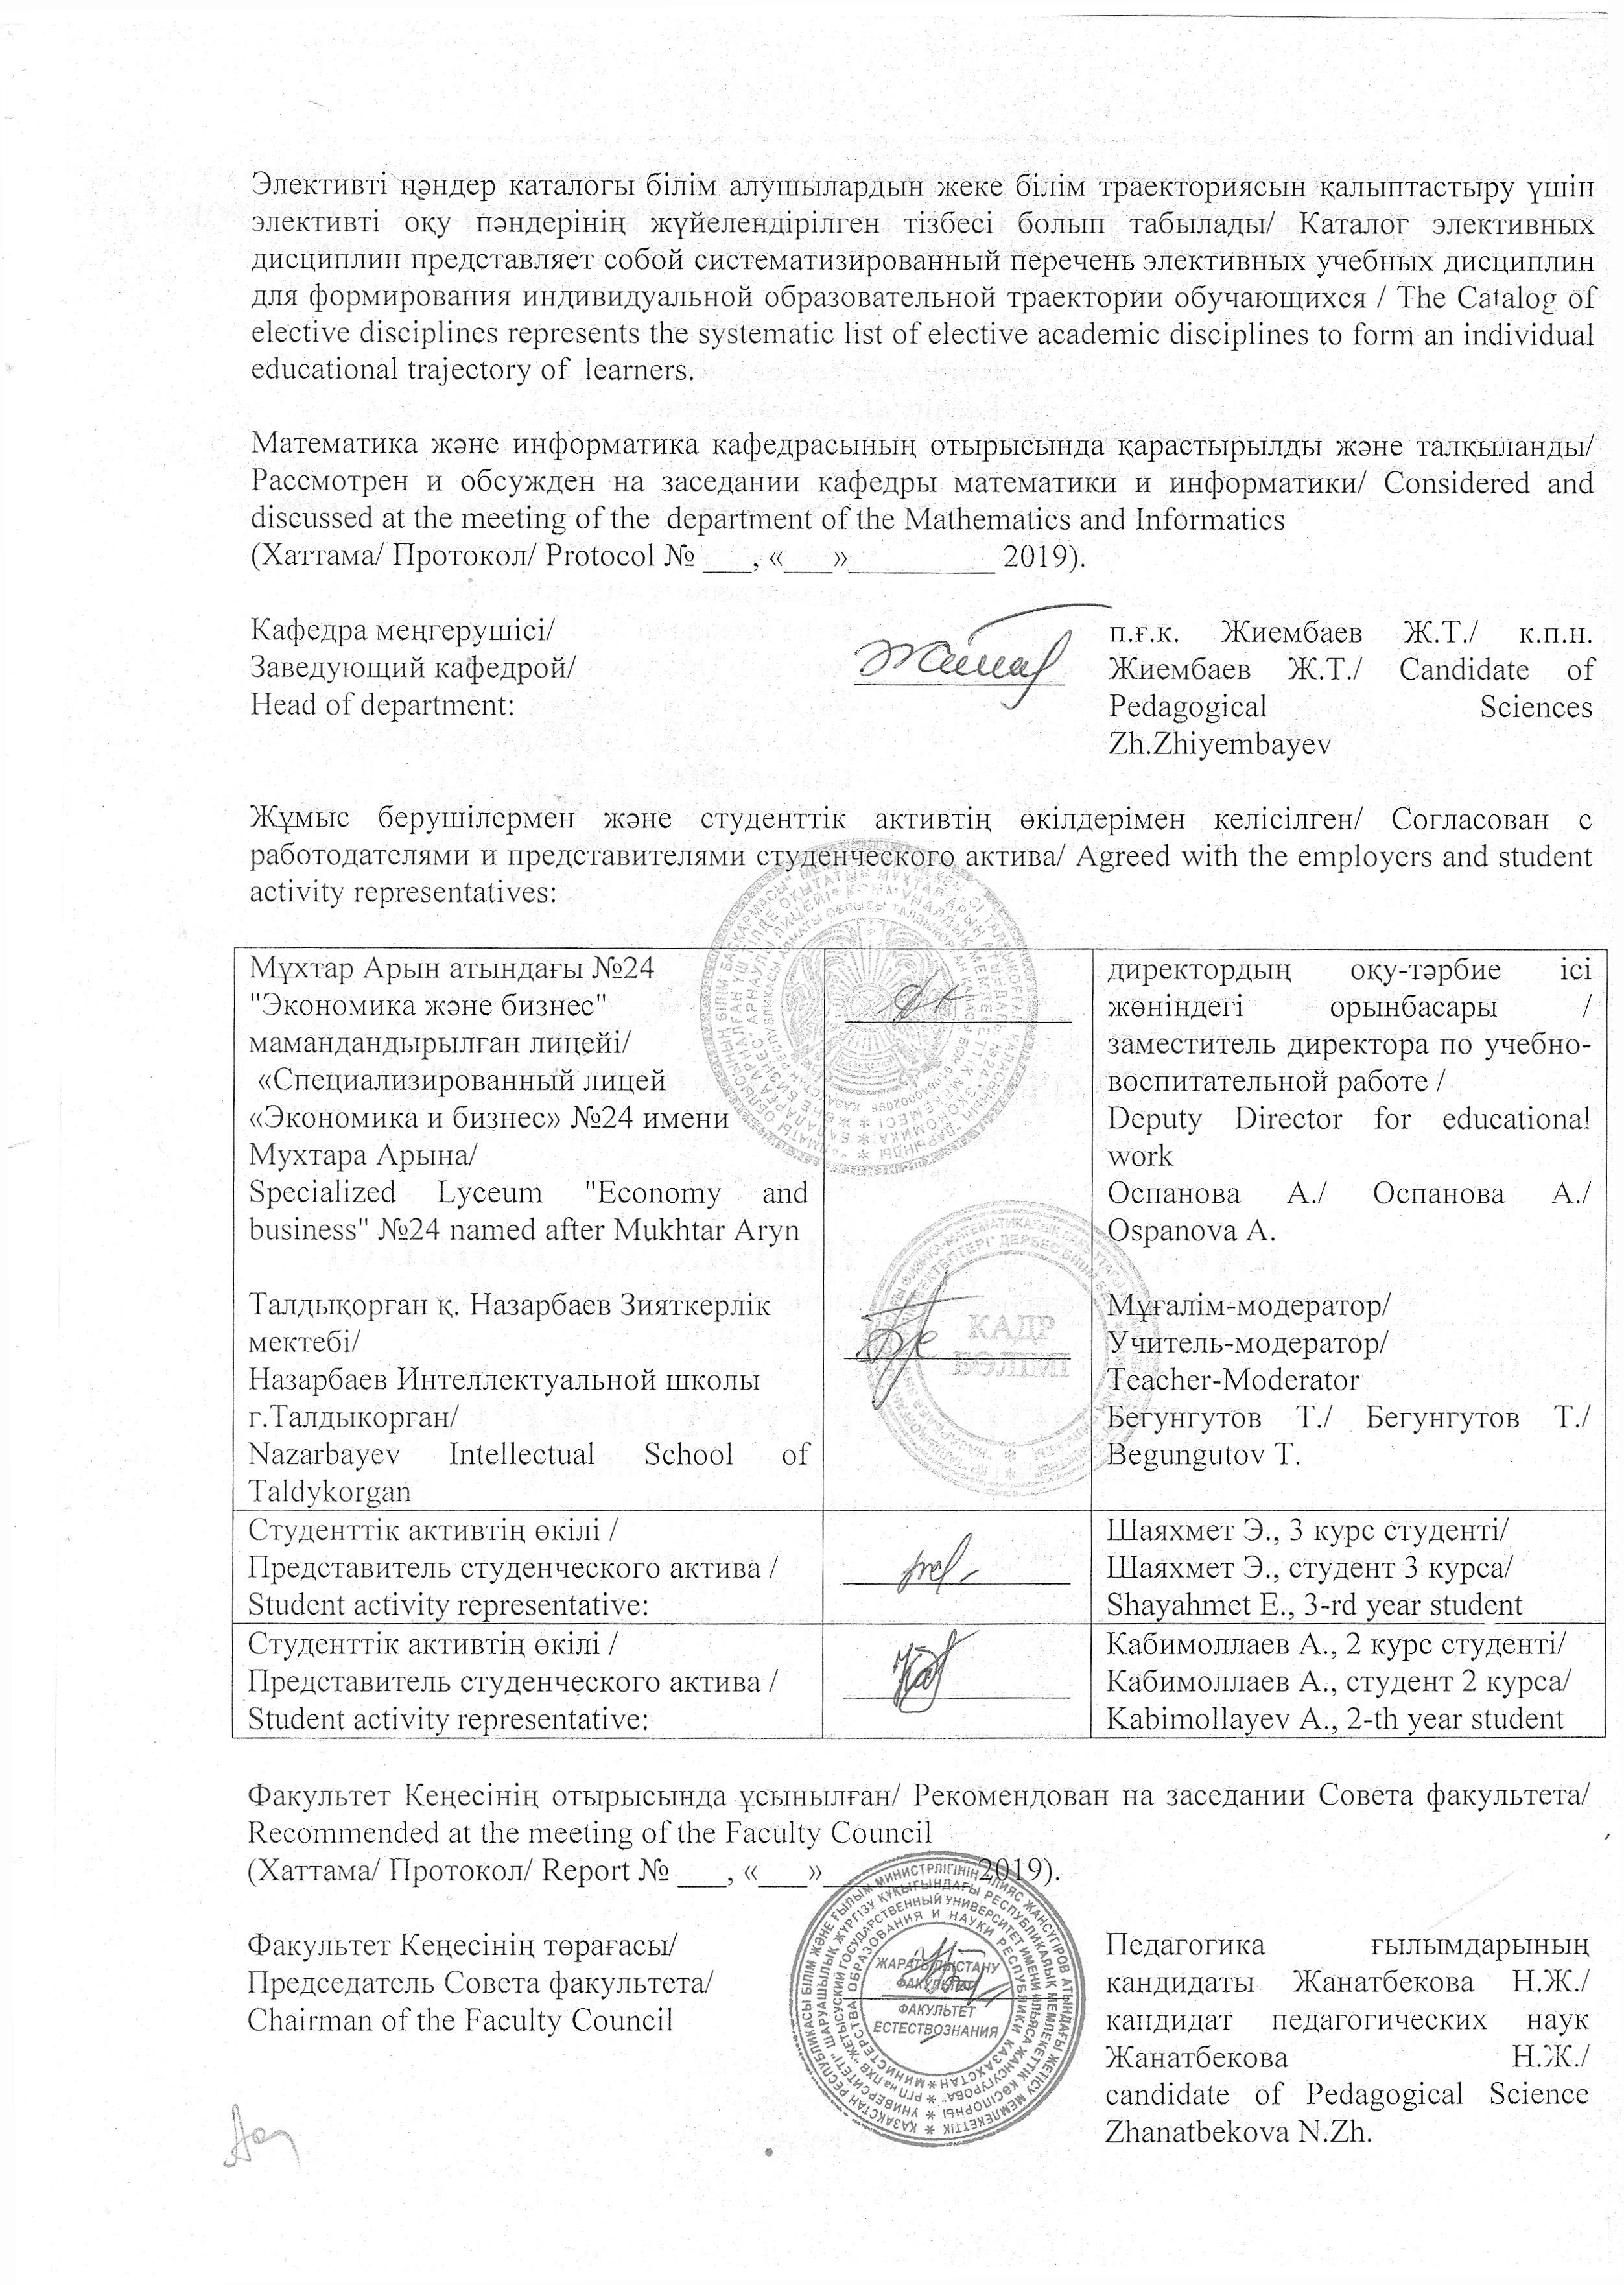 Элективті пәндер каталогы білім алушылардын жеке білім траекториясын қалыптастыру үшін
элективті оқу пәндерінің жүйелендірілген тізбесі болып табылады/ Каталог элективных
дисциплин представляет собой систематизированный перечень элективных учебных дисциплин
для формирования индивидуальной образовательной траектории обучающихся / The Catalog of
elective disciplines represents the systematic list of elective academic disciplines to form an individual
educational trajectory of learners.
Математика және информатика кафедрасының отырысында қарастырылды және талқыланды/
Рассмотрен и обсужден на заседании кафедры математики и информатики/ Considered and
discussed at the meeting of the department of the Mathematics and Informatics
(Хаттама/ Протокол/ Protocol № ___, «___»__________ 2019).
Кафедра меңгерушісі/
Заведующий кафедрой/
Head of department:
п.ғ.к. Жиембаев Ж.Т./ к.п.н.
Жиембаев Ж.Т./ Candidate of
Pedagogical Sciences
Zh.Zhiyembayev
Жұмыс берушілермен және студенттік активтің өкілдерімен келісілген/ Согласован с
работодателями и представителями студенческого актива/ Agreed with the employers and student
activity representatives:
Мұхтар Арын атындағы №24
"Экономика және бизнес"
мамандандырылған лицейі/
«Специализированный лицей
«Экономика и бизнес» №24 имени
Мухтара Арына/
Specialized Lyceum "Economy and
business" №24 named after Mukhtar Aryn
директордың оқу-тәрбие ісі
жөніндегі орынбасары /
заместитель директора по учебно-
воспитательной работе /
Deputy Director for educational
work
Оспанова А./ Оспанова А./
Ospanova A.
Талдықорған қ. Назарбаев Зияткерлік
мектебі/
Назарбаев Интеллектуальной школы
г.Талдыкорган/
Nazarbayev Intellectual School of
Taldykorgan
КАДР
БӨЛІМІ
Мұғалім-модератор/
Учитель-модератор/
Teacher-Moderator
Бегунгутов Т./ Бегунгутов Т./
Begungutov T.
Студенттік активтің өкілі /
Представитель студенческого актива /
Student activity representative:
Шаяхмет Э., 3 курс студенті/
Шаяхмет Э., студент 3 курса/
Shayahmet E., 3-rd year student
Студенттік активтің өкілі /
Представитель студенческого актива /
Student activity representative:
Кабимоллаев А., 2 курс студенті/
Кабимоллаев А., студент 2 курса/
Kabimollayev A., 2-th year student
Факультет Кеңесінің отырысында ұсынылған/ Рекомендован на заседании Совета факультета/
Recommended at the meeting of the Faculty Council
(Хаттама/ Протокол/ Report № ___, «___»__________ 2019).
Факультет Кеңесінің төрағасы/
Председатель Совета факультета/
Chairman of the Faculty Council
ЖАРАТЫЛЫСТАНУ
ФАКУЛЬТЕТІ
ФАКУЛЬТЕТ
ЕСТЕСТВОЗНАНИЯ
Педагогика ғылымдарының
кандидаты Жанатбекова Н.Ж./
кандидат педагогических наук
Жанатбекова Н.Ж./
candidate of Pedagogical Science
Zhanatbekova N.Zh.